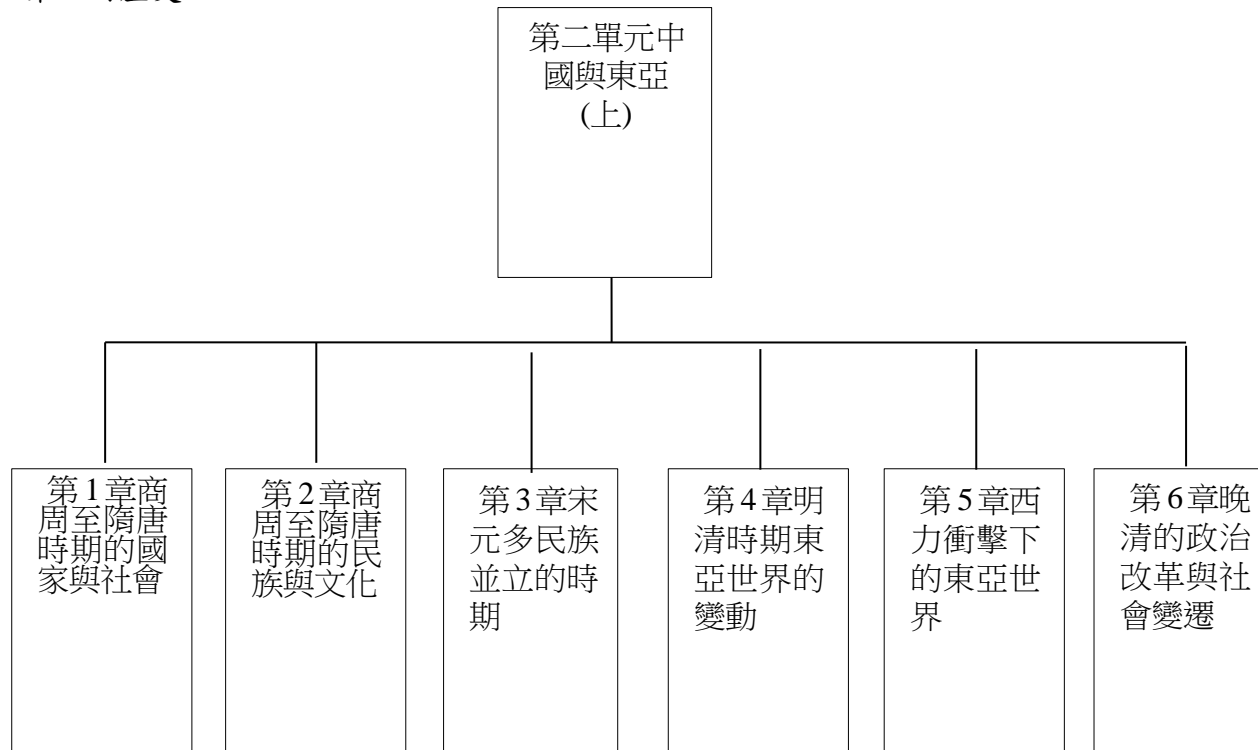 第二單元中
國與東亞
(上)
第1章商
周至隋唐
時期的國
家與社會
第2章商
周至隋唐
時期的民
族與文化
第3章宋
元多民族
並立的時
期
第4章明
清時期東
亞世界的
變動
第5章西
力衝擊下
的東亞世
界
第6章晚
清的政治
改革與社
會變遷